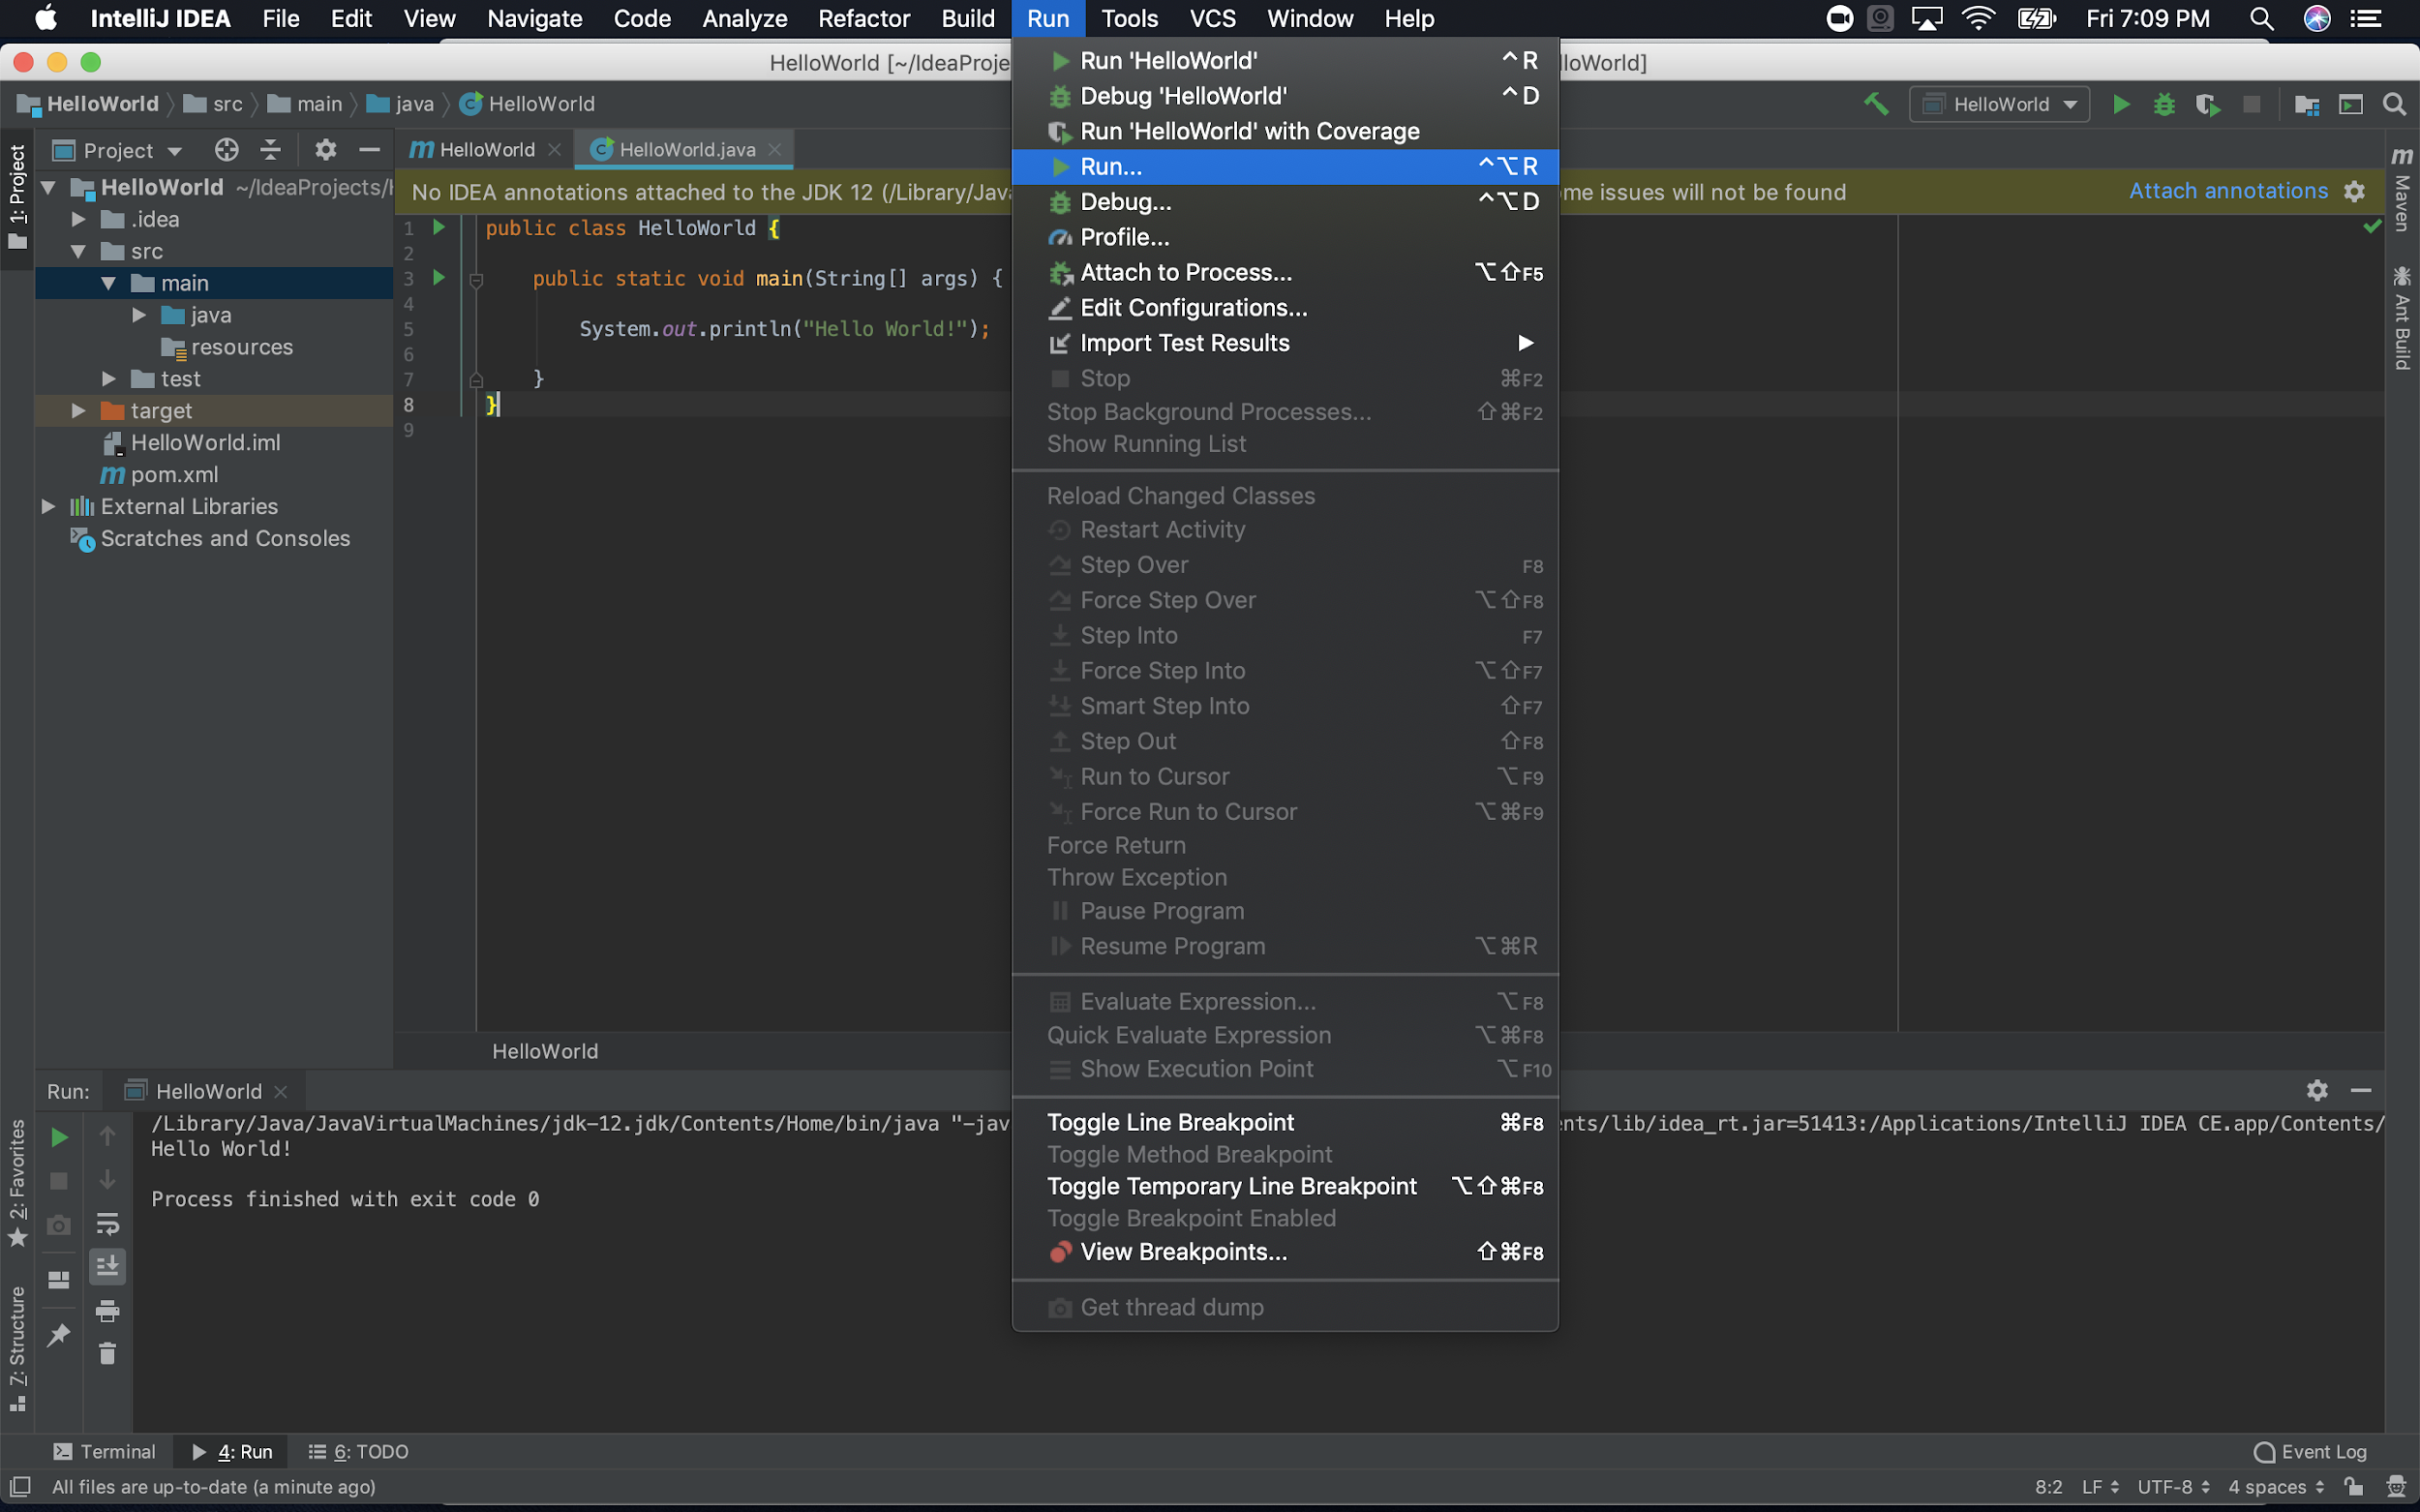 IntelliJ IDEA File Edit View Navigate Code Analyze Refactor Build Run Tools VCS Window Help Fri 7:09 PM
HelloWorld [~/IdeaProje
lloWorld]
HelloWorld src main java HelloWorld
HelloWorld
1: Project
Project
HelloWorld ~/IdeaProjects/H
.idea
src
main
java
resources
test
target
HelloWorld.iml
pom.xml
External Libraries
Scratches and Consoles
HelloWorld HelloWorld.java
No IDEA annotations attached to the JDK 12 (/Library/Java
me issues will not be found
Attach annotations
1 public class HelloWorld {
2
3 public static void main(String[] args) {
4
5 System.out.println("Hello World!");
6
7 }
8 }
9
HelloWorld
Run 'HelloWorld' ^R
Debug 'HelloWorld' ^D
Run 'HelloWorld' with Coverage
Run... ^⌥R
Debug... ^⌥D
Profile...
Attach to Process... ⌥⇧F5
Edit Configurations...
Import Test Results ▶
Stop ⌘F2
Stop Background Processes... ⇧⌘F2
Show Running List
Reload Changed Classes
Restart Activity
Step Over F8
Force Step Over ⌥⇧F8
Step Into F7
Force Step Into ⌥⇧F7
Smart Step Into ⇧F7
Step Out ⇧F8
Run to Cursor ⌥F9
Force Run to Cursor ⌥⌘F9
Force Return
Throw Exception
Pause Program
Resume Program ⌥⌘R
Evaluate Expression... ⌥F8
Quick Evaluate Expression ⌥⌘F8
Show Execution Point ⌥F10
Toggle Line Breakpoint ⌘F8
Toggle Method Breakpoint
Toggle Temporary Line Breakpoint ⌥⇧⌘F8
Toggle Breakpoint Enabled
View Breakpoints... ⇧⌘F8
Get thread dump
m
Maven
Ant Build
Run: HelloWorld
/Library/Java/JavaVirtualMachines/jdk-12.jdk/Contents/Home/bin/java "-jav
nts/lib/idea_rt.jar=51413:/Applications/IntelliJ IDEA CE.app/Contents/
Hello World!
Process finished with exit code 0
2: Favorites
7: Structure
Terminal 4: Run 6: TODO Event Log
All files are up-to-date (a minute ago) 8:2 LF UTF-8 4 spaces